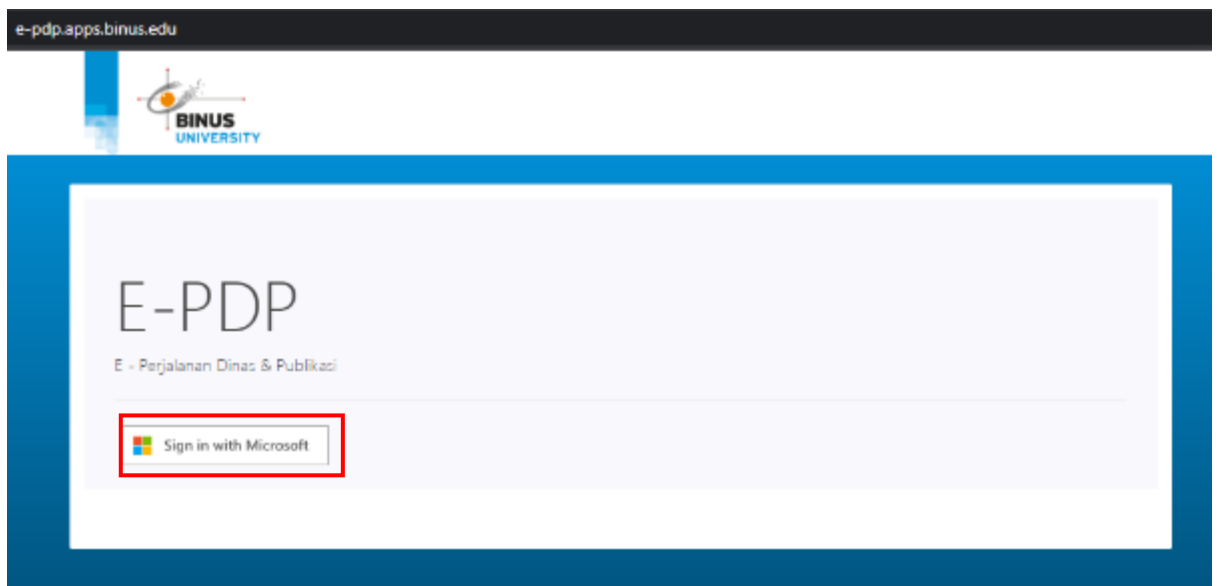 e-pdp.apps.binus.edu
BINUS
UNIVERSITY
E-PDP
E - Perjalanan Dinas & Publikasi
Sign in with Microsoft